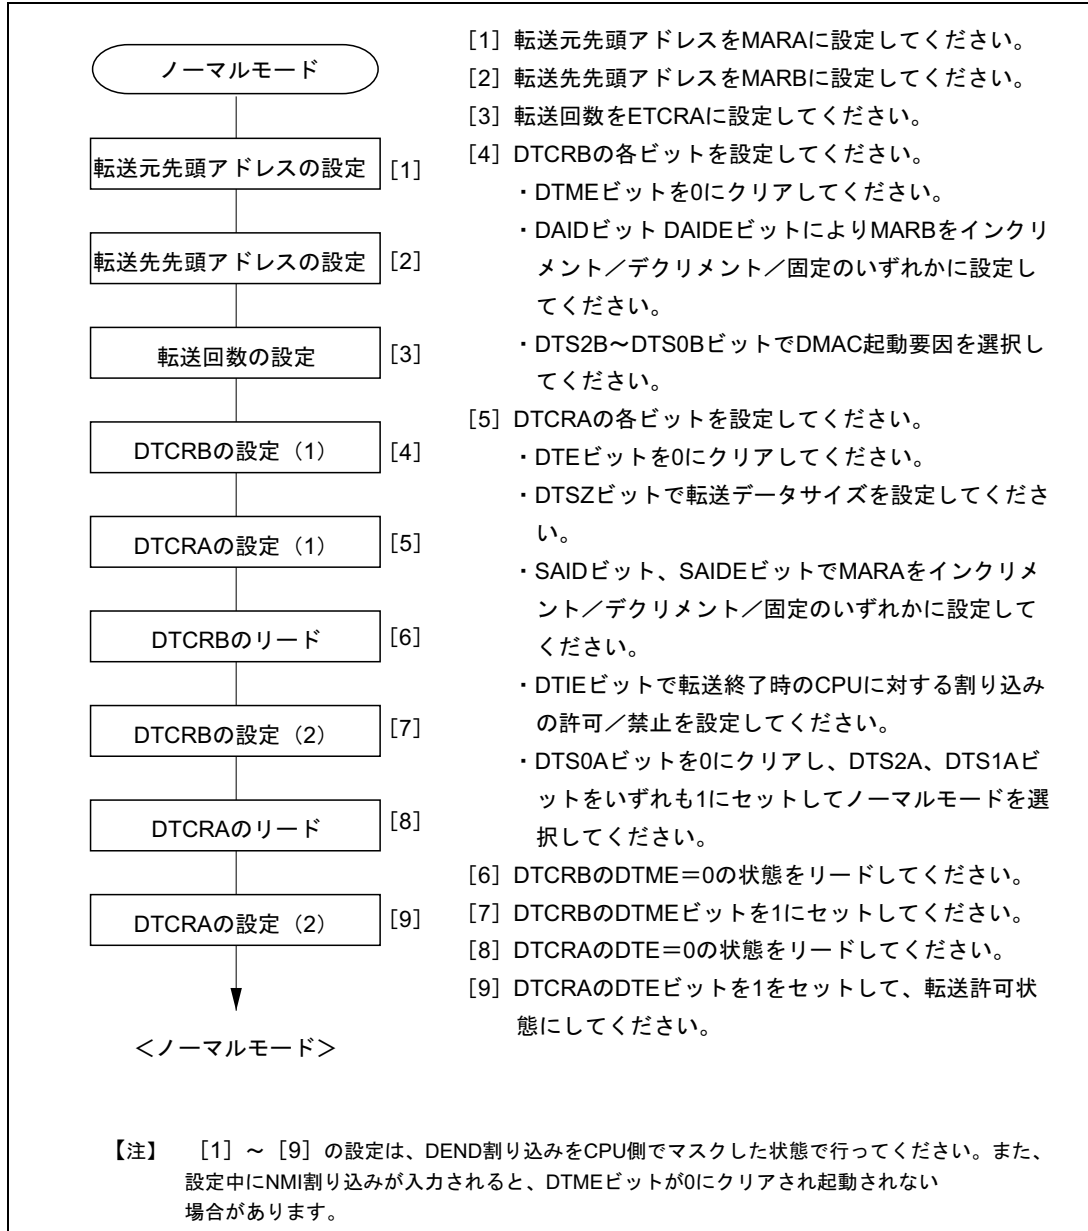 ノーマルモード
転送元先頭アドレスの設定 [1]
転送先先頭アドレスの設定 [2]
転送回数の設定 [3]
DTCRBの設定（1） [4]
DTCRAの設定（1） [5]
DTCRBのリード [6]
DTCRBの設定（2） [7]
DTCRAのリード [8]
DTCRAの設定（2） [9]
＜ノーマルモード＞
[1] 転送元先頭アドレスをMARAに設定してください。
[2] 転送先先頭アドレスをMARBに設定してください。
[3] 転送回数をETCRAに設定してください。
[4] DTCRBの各ビットを設定してください。
・DTMEビットを0にクリアしてください。
・DAIDビット DAIDEビットによりMARBをインクリ
メント／デクリメント／固定のいずれかに設定し
てください。
・DTS2B～DTS0BビットでDMAC起動要因を選択し
てください。
[5] DTCRAの各ビットを設定してください。
・DTEビットを0にクリアしてください。
・DTSZビットで転送データサイズを設定してくださ
い。
・SAIDビット、SAIDEビットでMARAをインクリメ
ント／デクリメント／固定のいずれかに設定して
ください。
・DTIEビットで転送終了時のCPUに対する割り込み
の許可／禁止を設定してください。
・DTS0Aビットを0にクリアし、DTS2A、DTS1Aビ
ットをいずれも1にセットしてノーマルモードを選
択してください。
[6] DTCRBのDTME＝0の状態をリードしてください。
[7] DTCRBのDTMEビットを1にセットしてください。
[8] DTCRAのDTE＝0の状態をリードしてください。
[9] DTCRAのDTEビットを1をセットして、転送許可状
態にしてください。
【注】 [1]～[9]の設定は、DEND割り込みをCPU側でマスクした状態で行ってください。また、
設定中にNMI割り込みが入力されると、DTMEビットが0にクリアされ起動されない
場合があります。